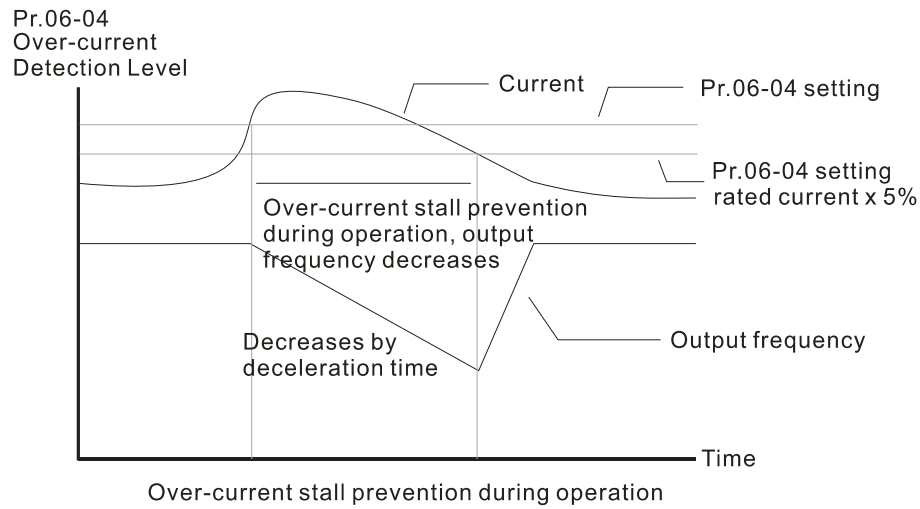 Pr.06-04
Over-current
Detection Level
Current
Pr.06-04 setting
Pr.06-04 setting
rated current x 5%
Over-current stall prevention
during operation, output
frequency decreases
Decreases by
deceleration time
Output frequency
Time
Over-current stall prevention during operation